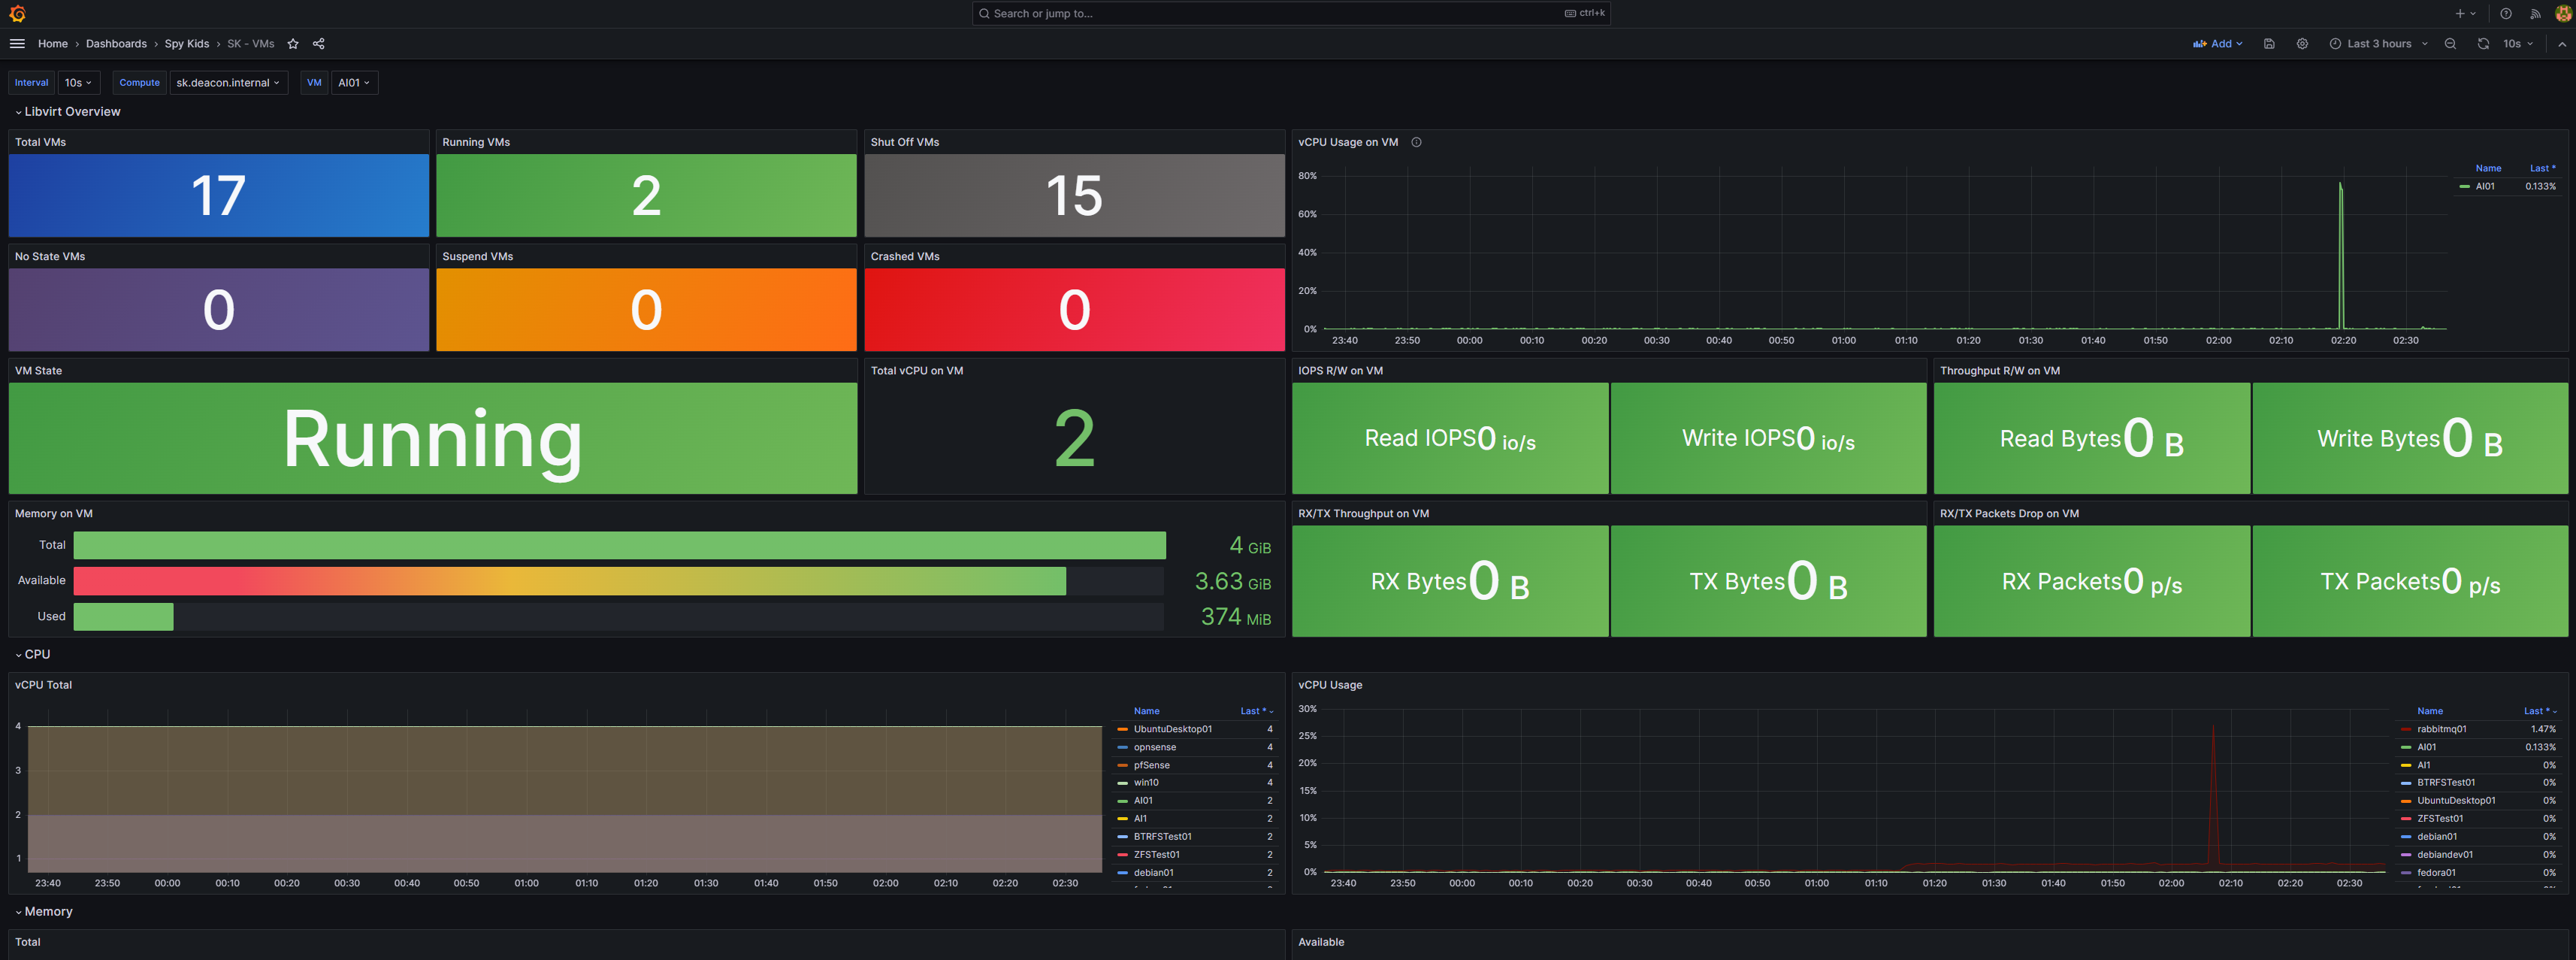 Search or jump to... ctrl+k
Home › Dashboards › Spy Kids › SK - VMs Add Last 3 hours 10s
Interval 10s Compute sk.deacon.internal VM AI01
Libvirt Overview
Total VMs
17
Running VMs
2
Shut Off VMs
15
No State VMs
0
Suspend VMs
0
Crashed VMs
0
vCPU Usage on VM
80%
60%
40%
20%
0%
23:40 23:50 00:00 00:10 00:20 00:30 00:40 00:50 01:00 01:10 01:20 01:30 01:40 01:50 02:00 02:10 02:20 02:30
Name Last *
AI01 0.133%
VM State
Running
Total vCPU on VM
2
IOPS R/W on VM
Read IOPS 0 io/s
Write IOPS 0 io/s
Throughput R/W on VM
Read Bytes 0 B
Write Bytes 0 B
Memory on VM
Total 4 GiB
Available 3.63 GiB
Used 374 MiB
RX/TX Throughput on VM
RX Bytes 0 B
TX Bytes 0 B
RX/TX Packets Drop on VM
RX Packets 0 p/s
TX Packets 0 p/s
CPU
vCPU Total
4
3
2
1
23:40 23:50 00:00 00:10 00:20 00:30 00:40 00:50 01:00 01:10 01:20 01:30 01:40 01:50 02:00 02:10 02:20 02:30
Name Last *
UbuntuDesktop01 4
opnsense 4
pfSense 4
win10 4
AI01 2
AI1 2
BTRFSTest01 2
ZFSTest01 2
debian01 2
vCPU Usage
30%
25%
20%
15%
10%
5%
0%
23:40 23:50 00:00 00:10 00:20 00:30 00:40 00:50 01:00 01:10 01:20 01:30 01:40 01:50 02:00 02:10 02:20 02:30
Name Last *
rabbitmq01 1.47%
AI01 0.133%
AI1 0%
BTRFSTest01 0%
UbuntuDesktop01 0%
ZFSTest01 0%
debian01 0%
debiandev01 0%
fedora01 0%
Memory
Total
Available